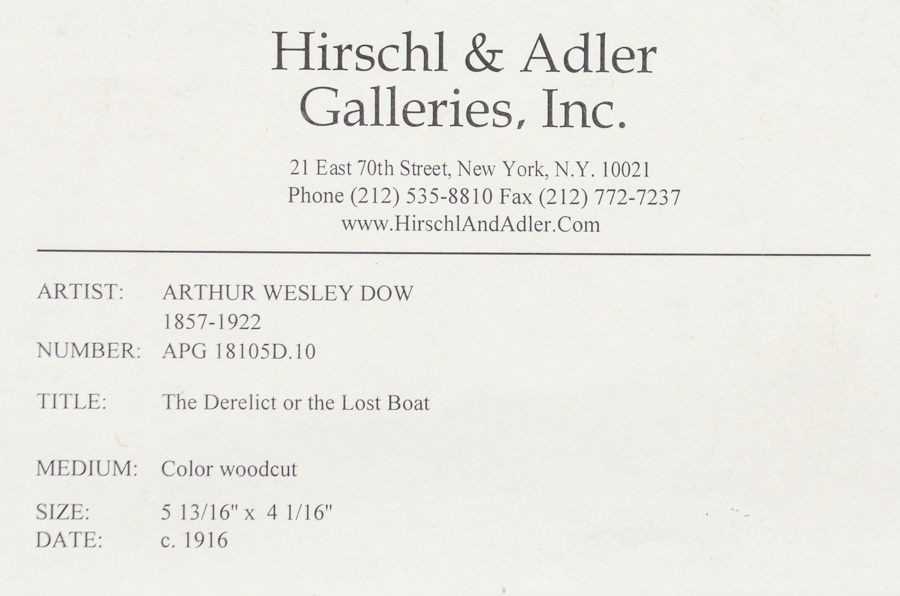 Hirschl & Adler
Galleries, Inc.
21 East 70th Street, New York, N.Y. 10021
Phone (212) 535-8810 Fax (212) 772-7237
www.HirschlAndAdler.Com
ARTIST: ARTHUR WESLEY DOW
1857-1922
NUMBER: APG 18105D.10
TITLE: The Derelict or the Lost Boat
MEDIUM: Color woodcut
SIZE: 5 13/16" x 4 1/16"
DATE: c. 1916